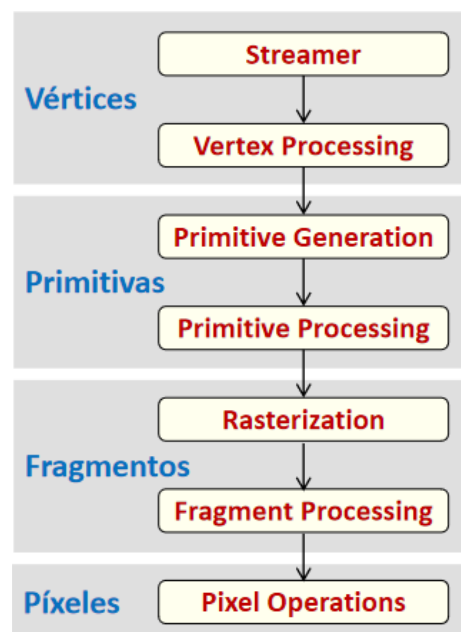 Vértices
Streamer
Vertex Processing
Primitivas
Primitive Generation
Primitive Processing
Fragmentos
Rasterization
Fragment Processing
Píxeles
Pixel Operations